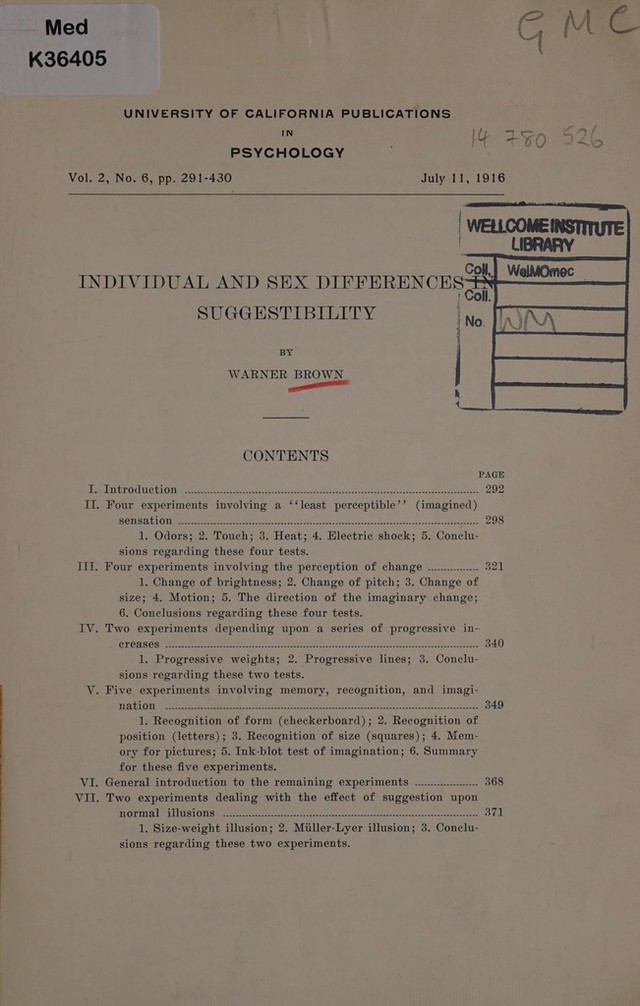 Med
K36405
GMC
UNIVERSITY OF CALIFORNIA PUBLICATIONS
IN
PSYCHOLOGY
14 780 526
Vol. 2, No. 6, pp. 291-430 July 11, 1916
WELLCOME INSTITUTE
LIBRARY
Coll. WelMOmec
Coll.
No. WM
INDIVIDUAL AND SEX DIFFERENCES IN
SUGGESTIBILITY
BY
WARNER BROWN
CONTENTS
PAGE
I. Introduction 292
II. Four experiments involving a ‘‘least perceptible’’ (imagined)
sensation 298
1. Odors; 2. Touch; 3. Heat; 4. Electric shock; 5. Conclu-
sions regarding these four tests.
III. Four experiments involving the perception of change 321
1. Change of brightness; 2. Change of pitch; 3. Change of
size; 4. Motion; 5. The direction of the imaginary change;
6. Conclusions regarding these four tests.
IV. Two experiments depending upon a series of progressive in-
creases 340
1. Progressive weights; 2. Progressive lines; 3. Conclu-
sions regarding these two tests.
V. Five experiments involving memory, recognition, and imagi-
nation 349
1. Recognition of form (checkerboard); 2. Recognition of
position (letters); 3. Recognition of size (squares); 4. Mem-
ory for pictures; 5. Ink-blot test of imagination; 6. Summary
for these five experiments.
VI. General introduction to the remaining experiments 368
VII. Two experiments dealing with the effect of suggestion upon
normal illusions 371
1. Size-weight illusion; 2. Müller-Lyer illusion; 3. Conclu-
sions regarding these two experiments.